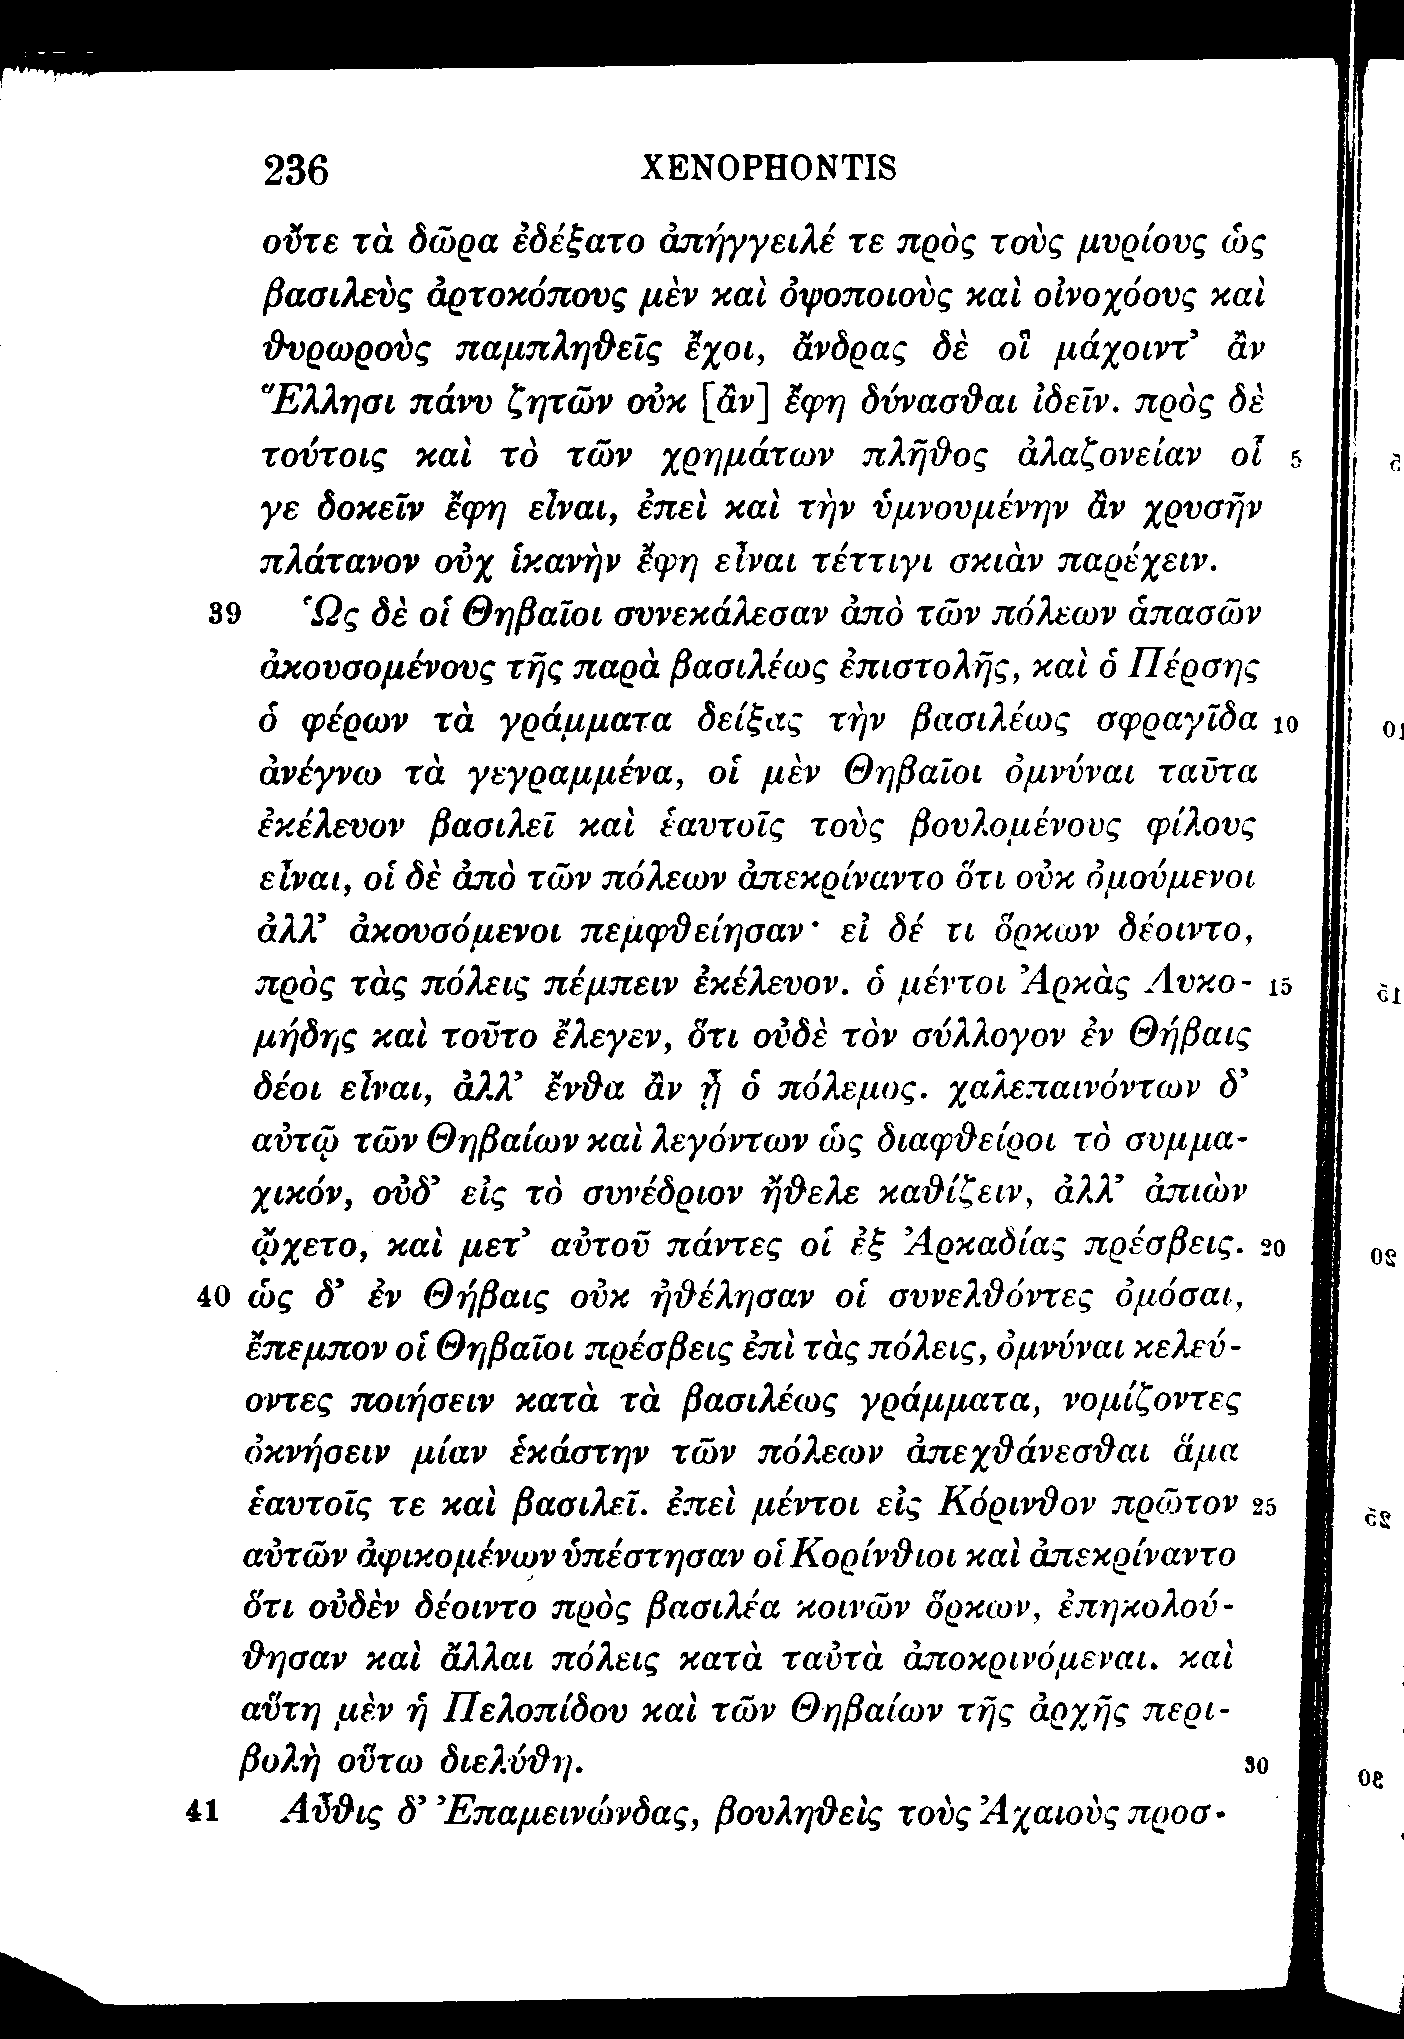 236 XENOPHONTIS
οὔτε τὰ δῶρα ἐδέξατο ἀπήγγειλέ τε πρὸς τοὺς μυρίους ὡς
βασιλεὺς ἀρτοκόπους μὲν καὶ ὀψοποιοὺς καὶ οἰνοχόους καὶ
θυρωροὺς παμπληθεῖς ἔχοι, ἄνδρας δὲ οἳ μάχοιντ’ ἂν
Ἕλλησι πάνυ ζητῶν οὐκ [ἂν] ἔφη δύνασθαι ἰδεῖν. πρὸς δὲ
τούτοις καὶ τὸ τῶν χρημάτων πλῆθος ἀλαζονείαν οἷ 5
γε δοκεῖν ἔφη εἶναι, ἐπεὶ καὶ τὴν ὑμνουμένην ἂν χρυσῆν
πλάτανον οὐχ ἱκανὴν ἔφη εἶναι τέττιγι σκιὰν παρέχειν.
39 Ὡς δὲ οἱ Θηβαῖοι συνεκάλεσαν ἀπὸ τῶν πόλεων ἁπασῶν
ἀκουσομένους τῆς παρὰ βασιλέως ἐπιστολῆς, καὶ ὁ Πέρσης
ὁ φέρων τὰ γράμματα δείξας τὴν βασιλέως σφραγῖδα 10
ἀνέγνω τὰ γεγραμμένα, οἱ μὲν Θηβαῖοι ὀμνύναι ταῦτα
ἐκέλευον βασιλεῖ καὶ ἑαυτοῖς τοὺς βουλομένους φίλους
εἶναι, οἱ δὲ ἀπὸ τῶν πόλεων ἀπεκρίναντο ὅτι οὐκ ὀμούμενοι
ἀλλ’ ἀκουσόμενοι πεμφθείησαν· εἰ δέ τι ὅρκων δέοιντο,
πρὸς τὰς πόλεις πέμπειν ἐκέλευον. ὁ μέντοι Ἀρκὰς Λυκο- 15
μήδης καὶ τοῦτο ἔλεγεν, ὅτι οὐδὲ τὸν σύλλογον ἐν Θήβαις
δέοι εἶναι, ἀλλ’ ἔνθα ἂν ᾖ ὁ πόλεμος. χαλεπαινόντων δ’
αὐτῷ τῶν Θηβαίων καὶ λεγόντων ὡς διαφθείροι τὸ συμμα-
χικόν, οὐδ’ εἰς τὸ συνέδριον ἤθελε καθίζειν, ἀλλ’ ἀπιὼν
ᾤχετο, καὶ μετ’ αὐτοῦ πάντες οἱ ἐξ Ἀρκαδίας πρέσβεις. 20
40 ὡς δ’ ἐν Θήβαις οὐκ ἠθέλησαν οἱ συνελθόντες ὀμόσαι,
ἔπεμπον οἱ Θηβαῖοι πρέσβεις ἐπὶ τὰς πόλεις, ὀμνύναι κελεύ-
οντες ποιήσειν κατὰ τὰ βασιλέως γράμματα, νομίζοντες
ὀκνήσειν μίαν ἑκάστην τῶν πόλεων ἀπεχθάνεσθαι ἅμα
ἑαυτοῖς τε καὶ βασιλεῖ. ἐπεὶ μέντοι εἰς Κόρινθον πρῶτον 25
αὐτῶν ἀφικομένων ὑπέστησαν οἱ Κορίνθιοι καὶ ἀπεκρίναντο
ὅτι οὐδὲν δέοιντο πρὸς βασιλέα κοινῶν ὅρκων, ἐπηκολού-
θησαν καὶ ἄλλαι πόλεις κατὰ ταὐτὰ ἀποκρινόμεναι. καὶ
αὕτη μὲν ἡ Πελοπίδου καὶ τῶν Θηβαίων τῆς ἀρχῆς περι-
βολὴ οὕτω διελύθη. 30
41 Αὖθις δ’ Ἐπαμεινώνδας, βουληθεὶς τοὺς Ἀχαιοὺς προσ-